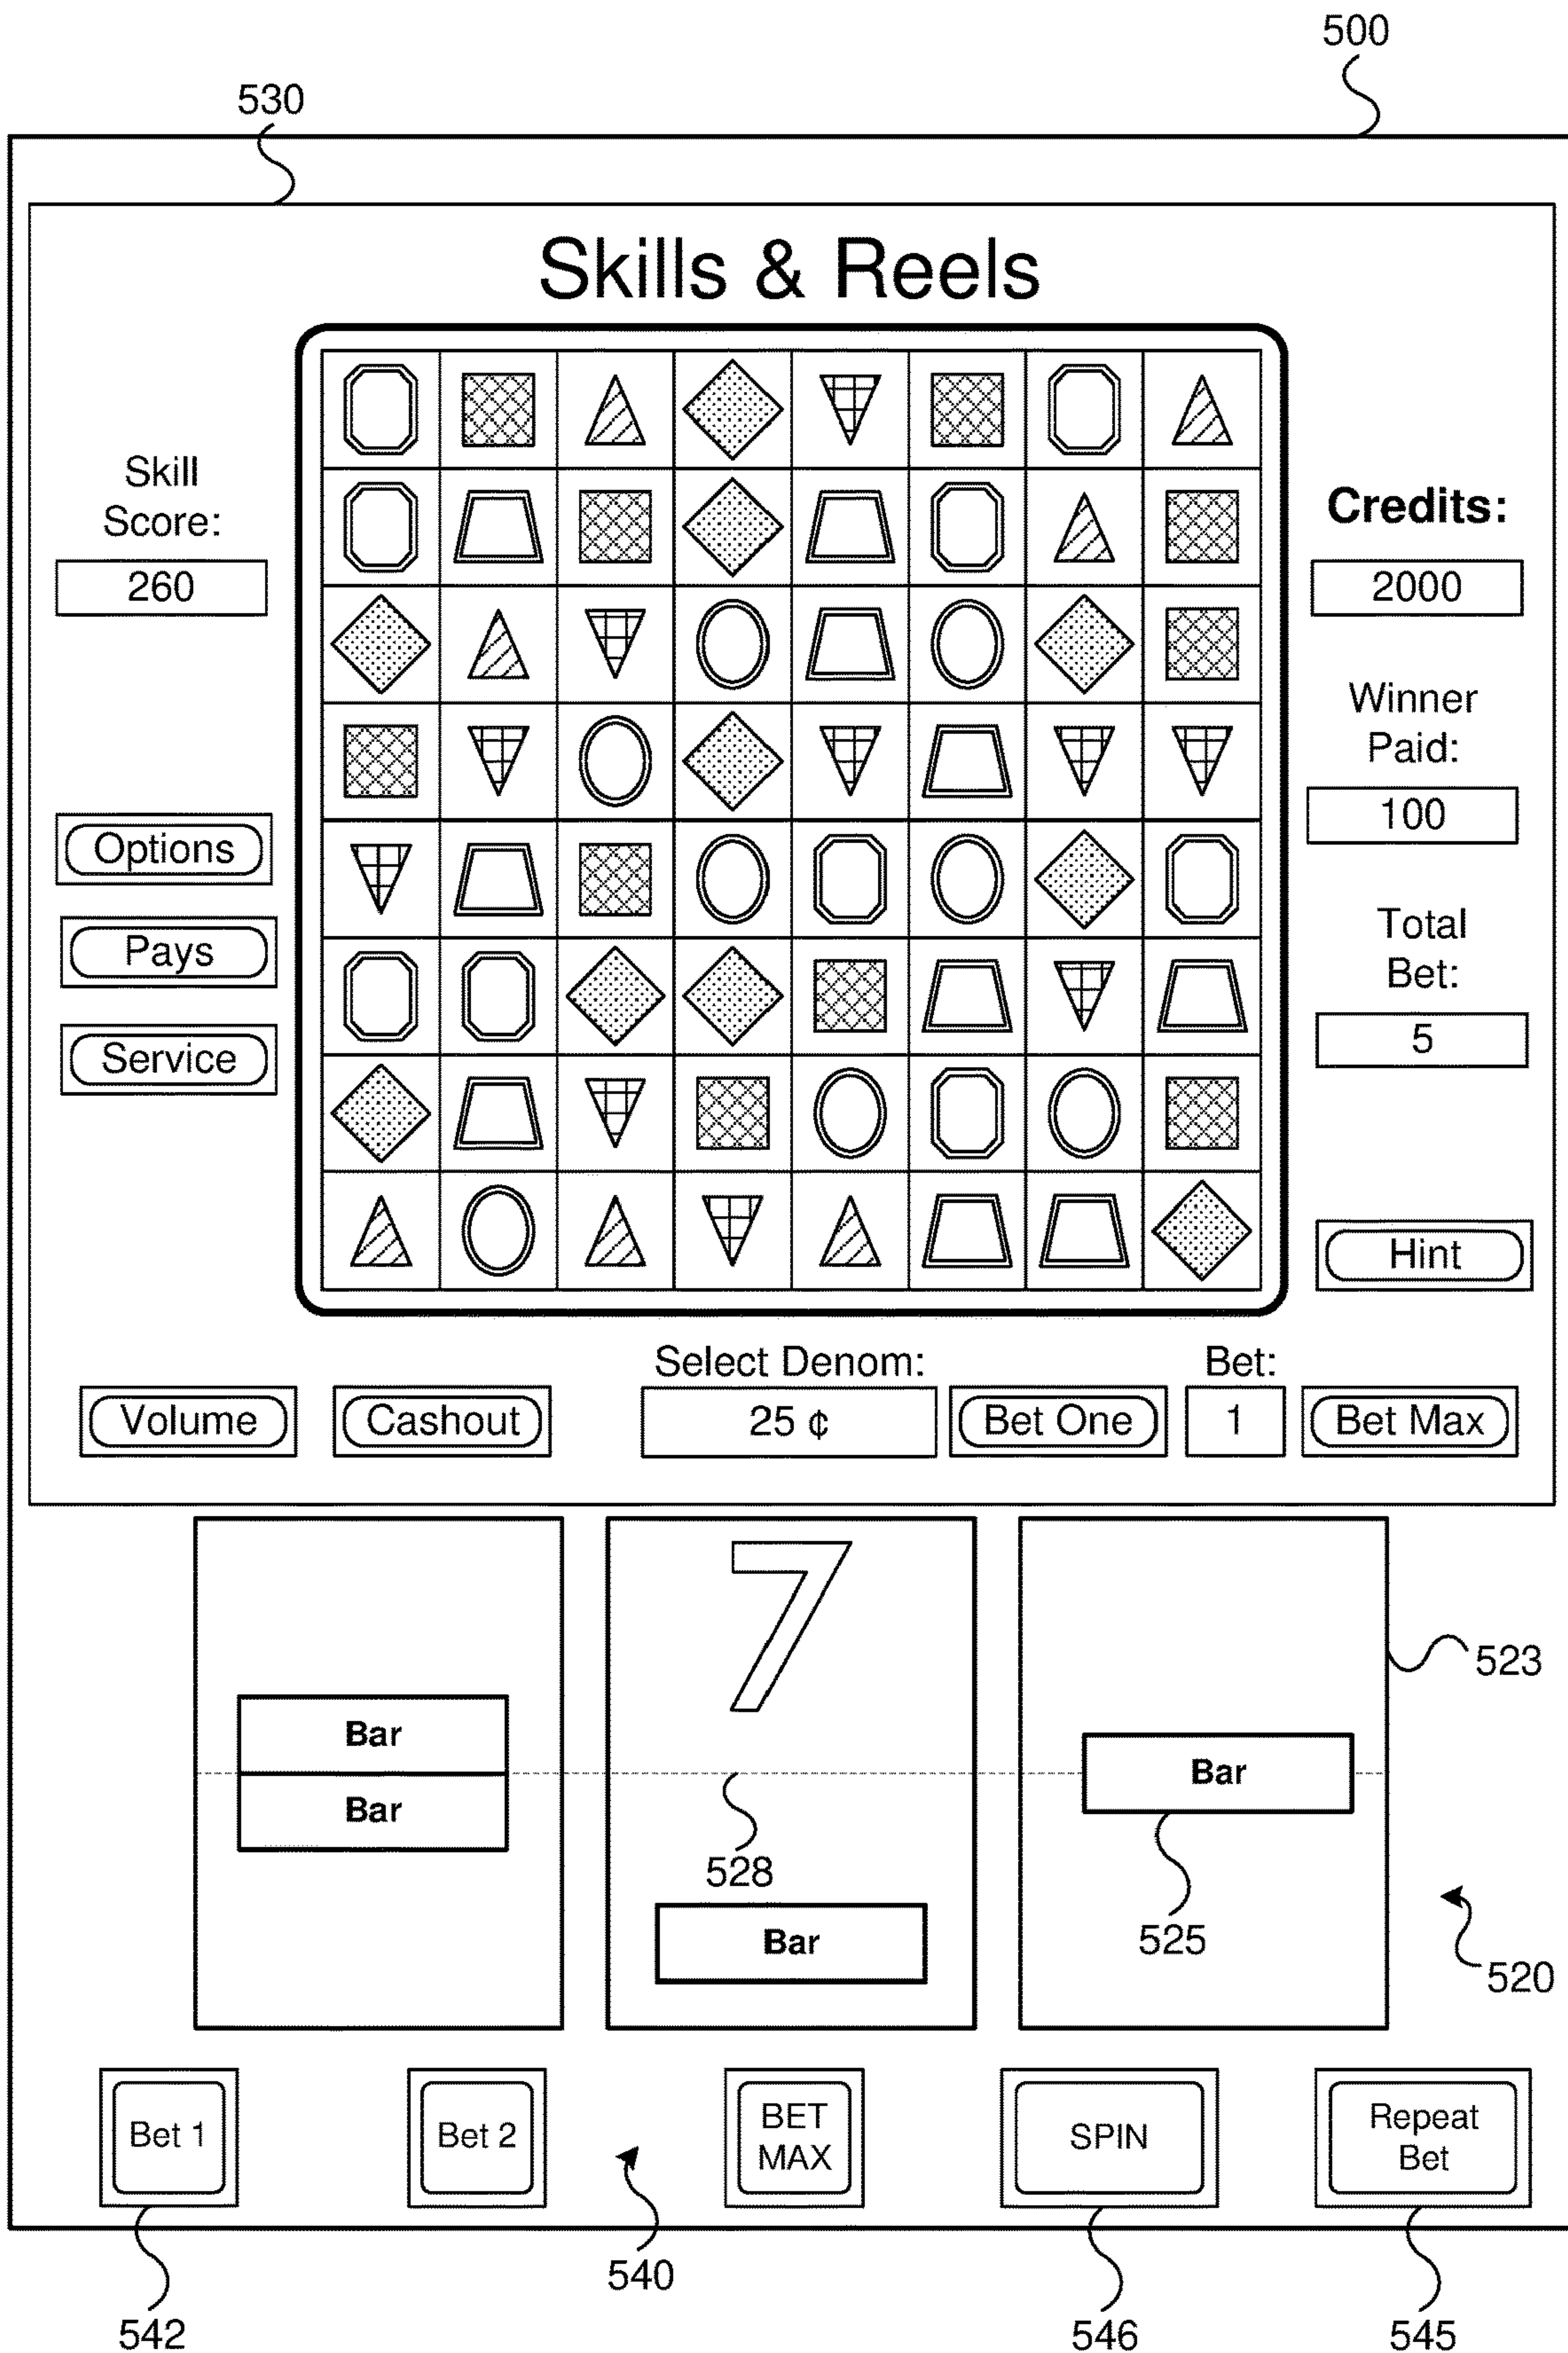 500
530
Skills & Reels
Skill
Score:
260
Credits:
2000
Winner
Paid:
100
Options
Total
Bet:
Pays
5
Service
Hint
Select Denom:
Bet:
Volume
Cashout
25 ¢
Bet One
1
Bet Max
7
523
Bar
Bar
Bar
528
Bar
525
520
Bet 1
Bet 2
BET
MAX
SPIN
Repeat
Bet
540
542
546
545